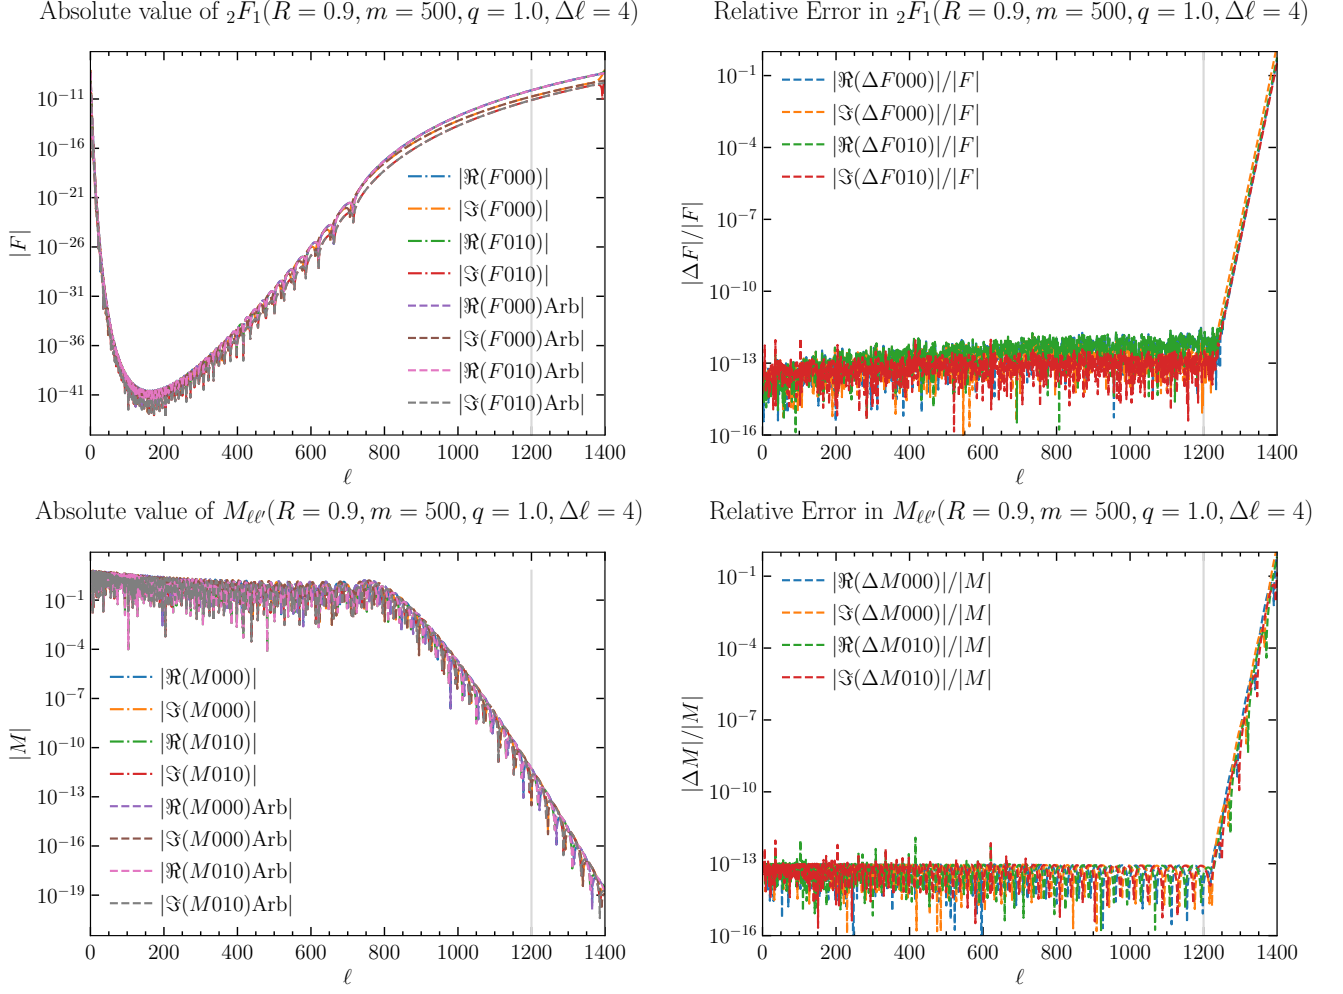 Absolute value of ₂F₁(R = 0.9, m = 500, q = 1.0, Δℓ = 4)
|F|
10⁻¹¹
10⁻¹⁶
10⁻²¹
10⁻²⁶
10⁻³¹
10⁻³⁶
10⁻⁴¹
|ℜ(F000)|
|ℑ(F000)|
|ℜ(F010)|
|ℑ(F010)|
|ℜ(F000)Arb|
|ℑ(F000)Arb|
|ℜ(F010)Arb|
|ℑ(F010)Arb|
0 200 400 600 800 1000 1200 1400
ℓ
Relative Error in ₂F₁(R = 0.9, m = 500, q = 1.0, Δℓ = 4)
|ΔF|/|F|
10⁻¹
10⁻⁴
10⁻⁷
10⁻¹⁰
10⁻¹³
10⁻¹⁶
|ℜ(ΔF000)|/|F|
|ℑ(ΔF000)|/|F|
|ℜ(ΔF010)|/|F|
|ℑ(ΔF010)|/|F|
0 200 400 600 800 1000 1200 1400
ℓ
Absolute value of M_{ℓℓ′}(R = 0.9, m = 500, q = 1.0, Δℓ = 4)
|M|
10⁻¹
10⁻⁴
10⁻⁷
10⁻¹⁰
10⁻¹³
10⁻¹⁶
10⁻¹⁹
|ℜ(M000)|
|ℑ(M000)|
|ℜ(M010)|
|ℑ(M010)|
|ℜ(M000)Arb|
|ℑ(M000)Arb|
|ℜ(M010)Arb|
|ℑ(M010)Arb|
0 200 400 600 800 1000 1200 1400
ℓ
Relative Error in M_{ℓℓ′}(R = 0.9, m = 500, q = 1.0, Δℓ = 4)
|ΔM|/|M|
10⁻¹
10⁻⁴
10⁻⁷
10⁻¹⁰
10⁻¹³
10⁻¹⁶
|ℜ(ΔM000)|/|M|
|ℑ(ΔM000)|/|M|
|ℜ(ΔM010)|/|M|
|ℑ(ΔM010)|/|M|
0 200 400 600 800 1000 1200 1400
ℓ